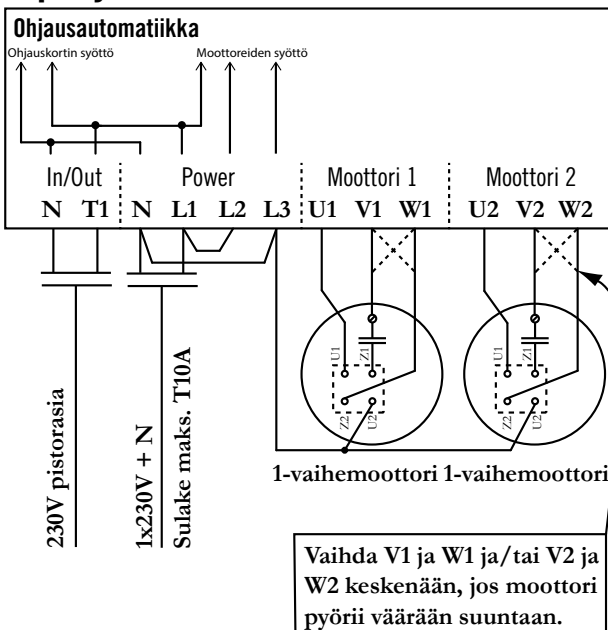 Ohjausautomatiikka
Ohjauskortin syöttö Moottoreiden syöttö
In/Out Power Moottori 1 Moottori 2
N T1 N L1 L2 L3 U1 V1 W1 U2 V2 W2
U1 Z1 U1 Z1
Z2 U2 Z2 U2
230V pistorasia
1x230V + N
Sulake maks. T10A
1-vaihemoottori 1-vaihemoottori
Vaihda V1 ja W1 ja/tai V2 ja
W2 keskenään, jos moottori
pyörii väärään suuntaan.